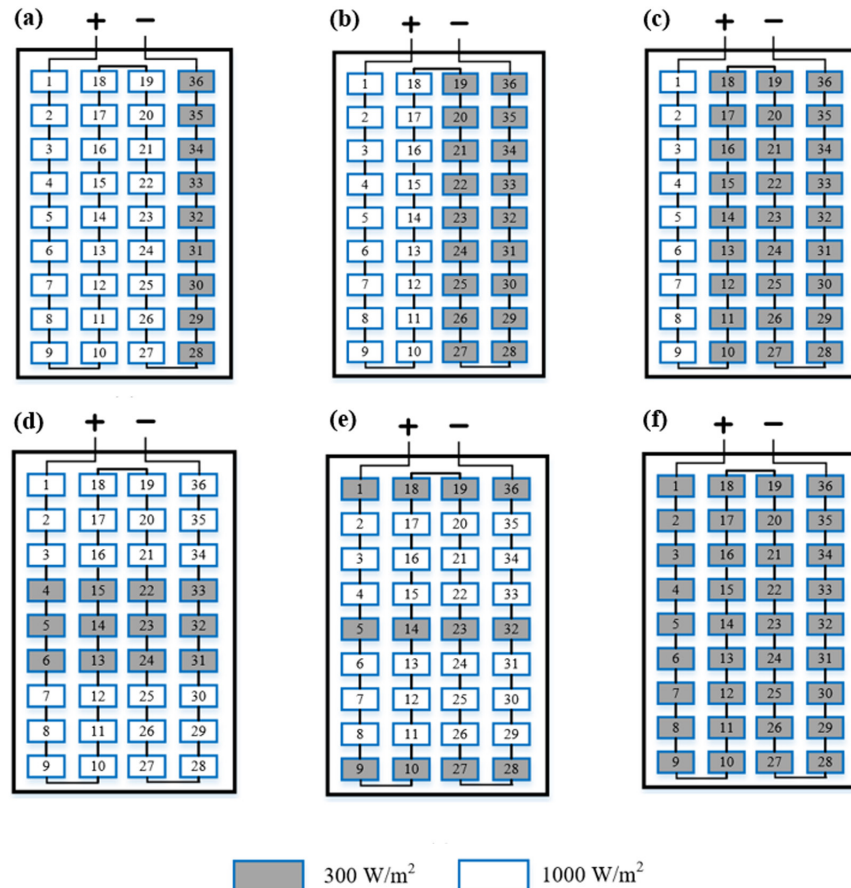 (a) + − (b) + − (c) + −
1 18 19 36 1 18 19 36 1 18 19 36
2 17 20 35 2 17 20 35 2 17 20 35
3 16 21 34 3 16 21 34 3 16 21 34
4 15 22 33 4 15 22 33 4 15 22 33
5 14 23 32 5 14 23 32 5 14 23 32
6 13 24 31 6 13 24 31 6 13 24 31
7 12 25 30 7 12 25 30 7 12 25 30
8 11 26 29 8 11 26 29 8 11 26 29
9 10 27 28 9 10 27 28 9 10 27 28
(d) + − (e) + − (f) + −
1 18 19 36 1 18 19 36 1 18 19 36
2 17 20 35 2 17 20 35 2 17 20 35
3 16 21 34 3 16 21 34 3 16 21 34
4 15 22 33 4 15 22 33 4 15 22 33
5 14 23 32 5 14 23 32 5 14 23 32
6 13 24 31 6 13 24 31 6 13 24 31
7 12 25 30 7 12 25 30 7 12 25 30
8 11 26 29 8 11 26 29 8 11 26 29
9 10 27 28 9 10 27 28 9 10 27 28
300 W/m² 1000 W/m²